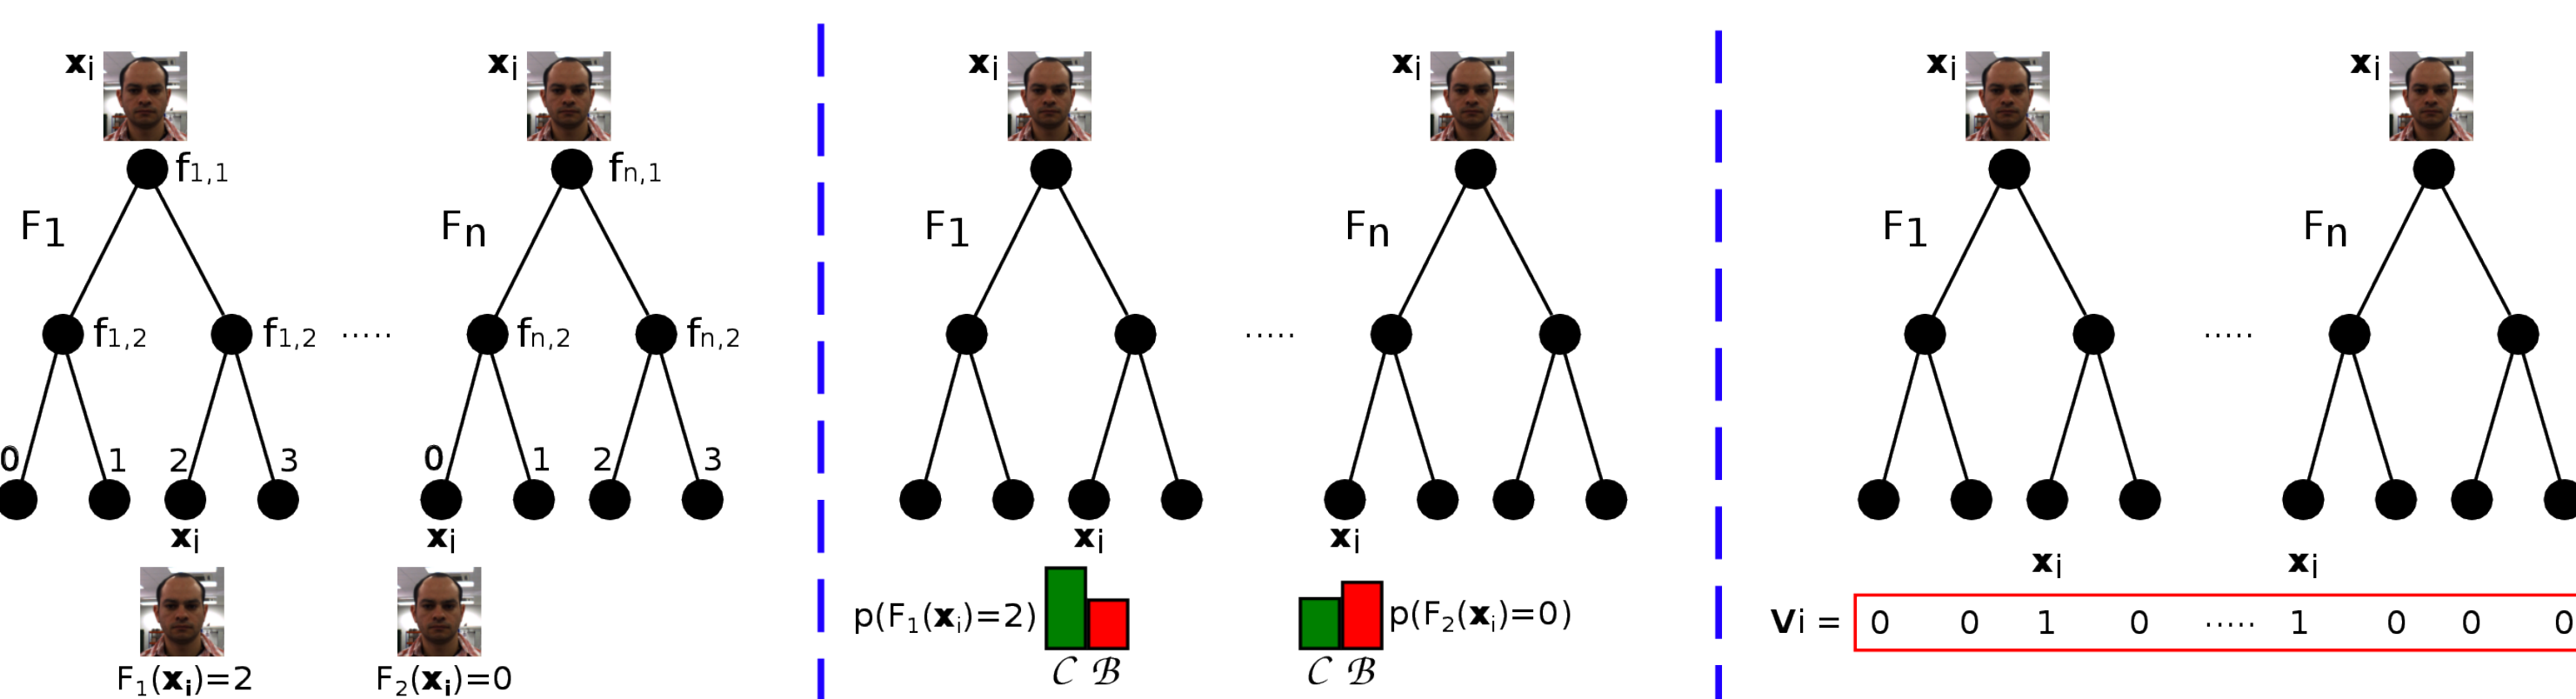 xi xi
f1,1 fn,1
F1 Fn
f1,2 f1,2 ..... fn,2 fn,2
0 1 2 3 0 1 2 3
xi xi
F1(xi)=2 F2(xi)=0
xi xi
F1 Fn
.....
xi xi
p(F1(xi)=2) p(F2(xi)=0)
C B C B
xi xi
F1 Fn
.....
xi xi
vi = 0 0 1 0 ..... 1 0 0 0